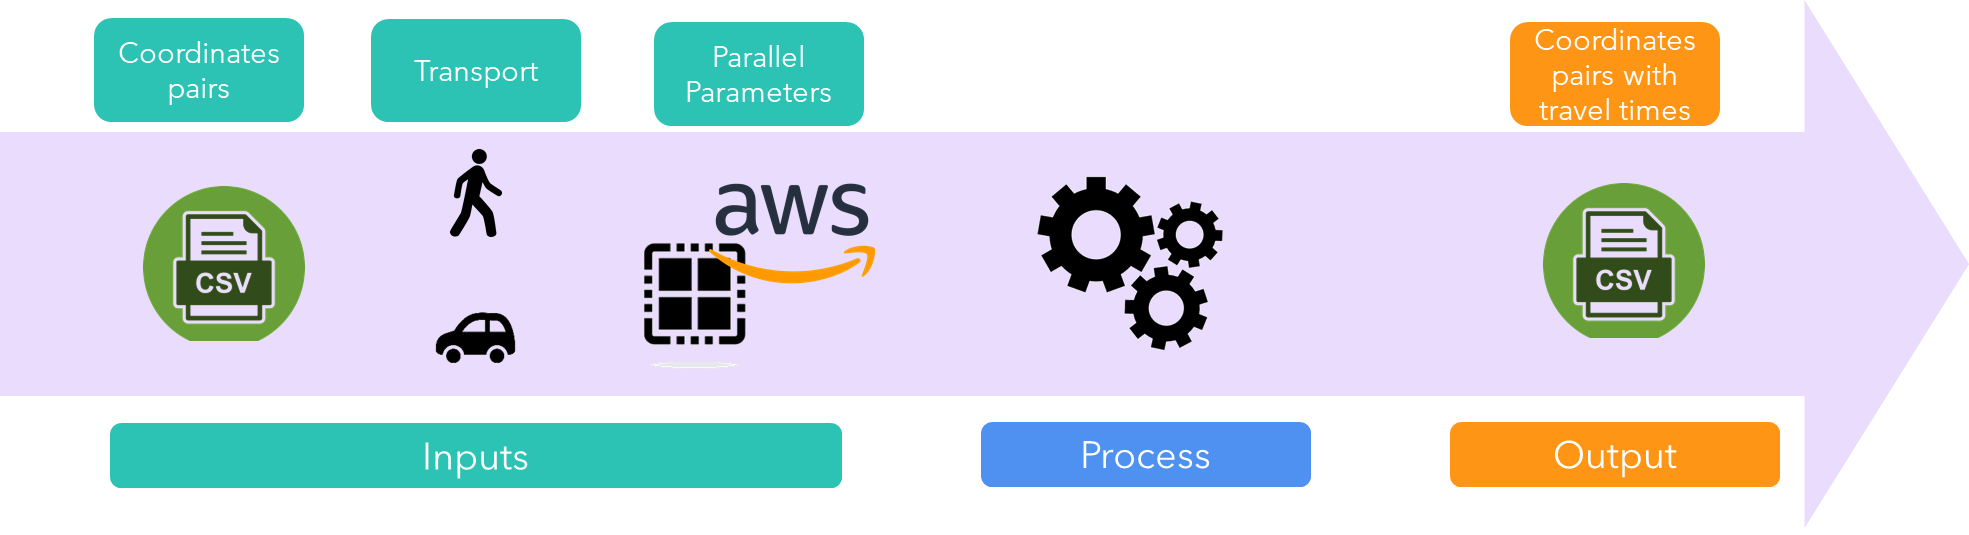 Coordinates
pairs
Transport
Parallel
Parameters
Coordinates
pairs with
travel times
CSV
aws
CSV
Inputs
Process
Output